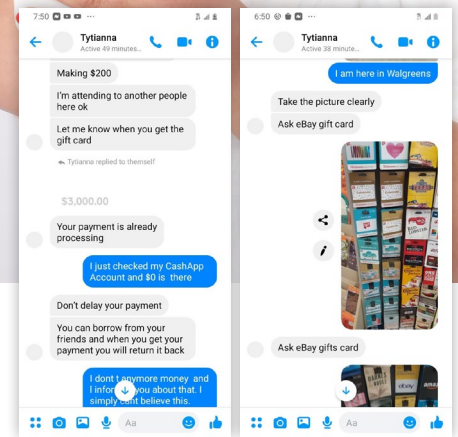 7:50
Tytianna
Active 49 minutes...
Making $200
I'm attending to another people
here ok
Let me know when you get the
gift card
Tytianna replied to themself
$3,000.00
Your payment is already
processing
I just checked my CashApp
Account and $0 is there
Don't delay your payment
You can borrow from your
friends and when you get your
payment you will return it back
I dont t anymore money and
I infor you about that. I
simply cant believe this.
Aa
6:50
Tytianna
Active 38 minute...
I am here in Walgreens
Take the picture clearly
Ask eBay gift card
Ask eBay gifts card
ebay
Aa